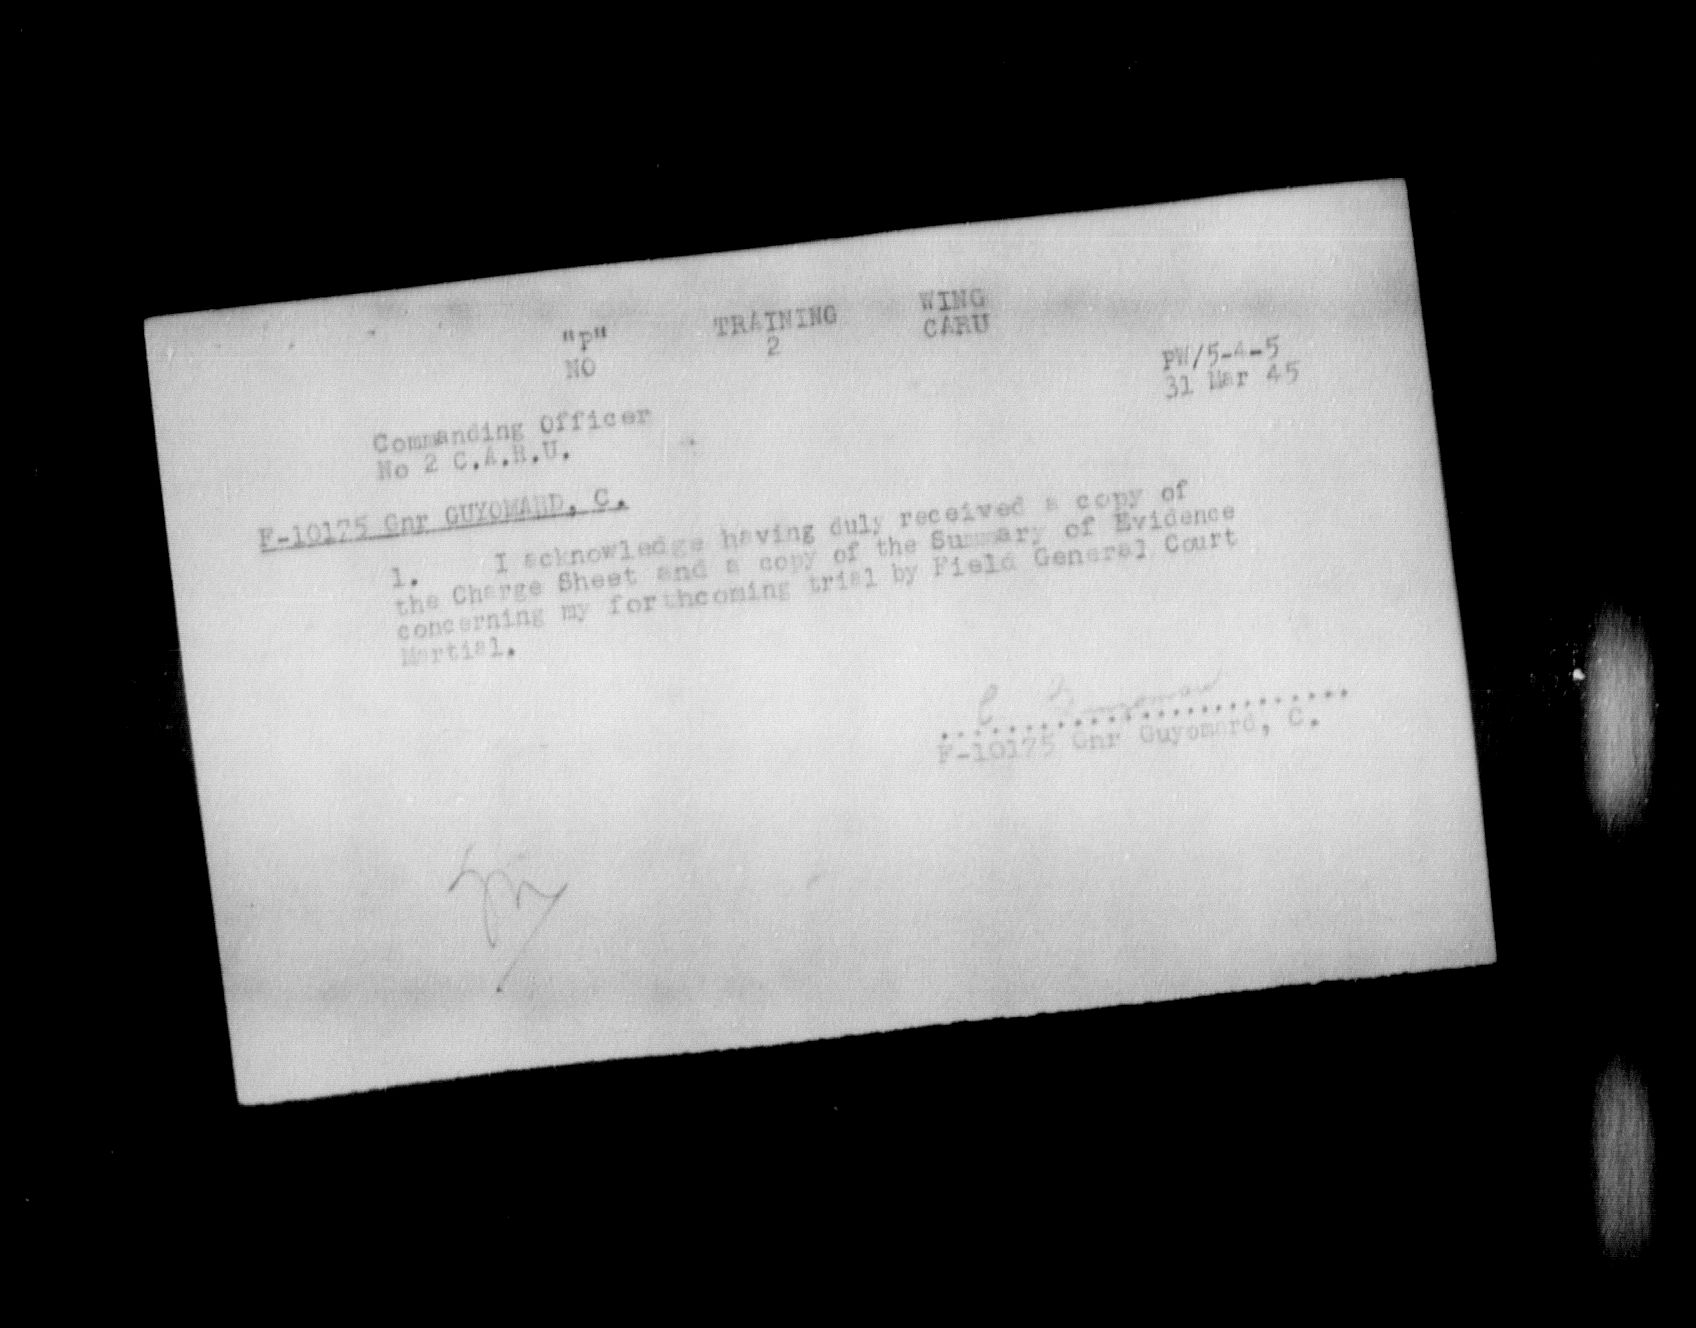 "P" TRAINING WING
NO 2 CARU
PW/5-4-5
31 Mar 45
Commanding Officer
No 2 C.A.R.U.
F-10175 Gnr GUYOMARD, C.
1. I acknowledge having duly received a copy of
the Charge Sheet and a copy of the Summary of Evidence
concerning my forthcoming trial by Field General Court
Martial.
C Guyomard
F-10175 Gnr Guyomard, C.